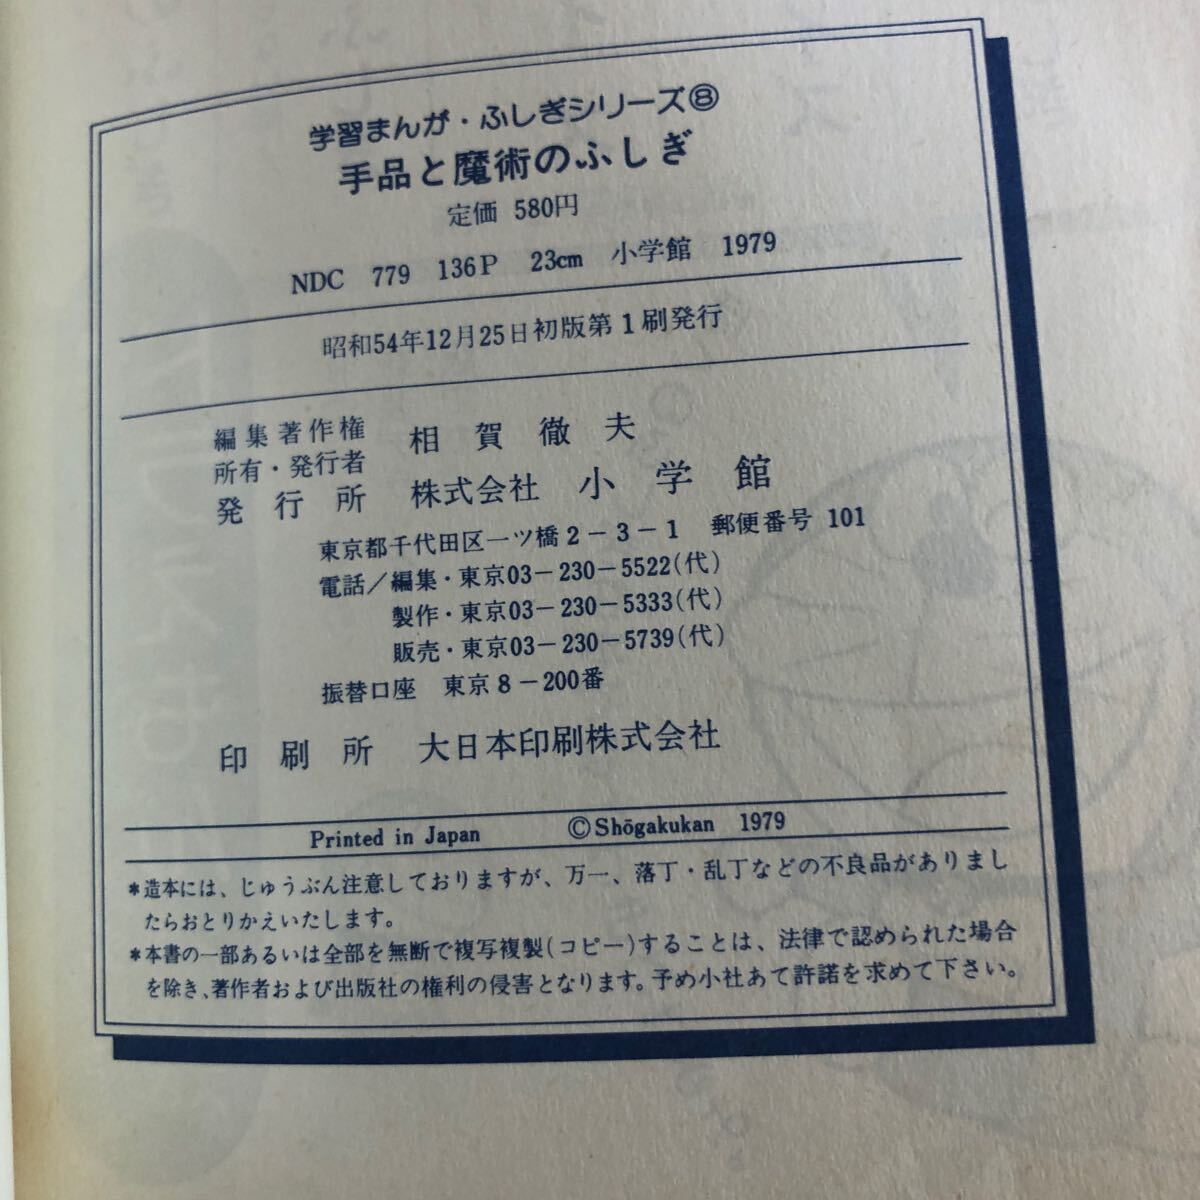 学習まんが・ふしぎシリーズ⑧
手品と魔術のふしぎ
定価 580円
NDC 779 136P 23cm 小学館 1979
昭和54年12月25日初版第1刷発行
編集著作権
所有・発行者 相賀徹夫
発行所 株式会社 小学館
東京都千代田区一ツ橋2-3-1 郵便番号 101
電話/編集・東京03-230-5522(代)
製作・東京03-230-5333(代)
販売・東京03-230-5739(代)
振替口座 東京8-200番
印刷所 大日本印刷株式会社
Printed in Japan ©Shōgakukan 1979
*造本には、じゅうぶん注意しておりますが、万一、落丁・乱丁などの不良品がありまし
たらおとりかえいたします。
*本書の一部あるいは全部を無断で複写複製(コピー)することは、法律で認められた場合
を除き、著作者および出版社の権利の侵害となります。予め小社あて許諾を求めて下さい。